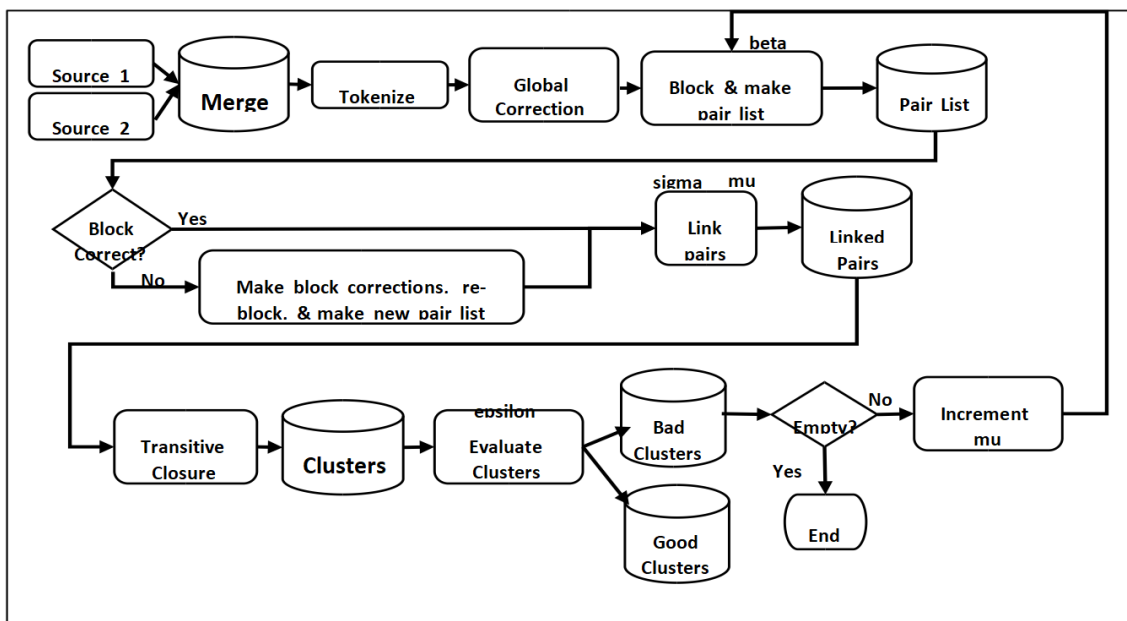 beta
Source 1
Source 2
Merge
Tokenize
Global
Correction
Block & make
pair list
Pair List
sigma mu
Block
Correct?
Yes
No
Make block corrections. re-
block. & make new pair list
Link
pairs
Linked
Pairs
Transitive
Closure
Clusters
epsilon
Evaluate
Clusters
Bad
Clusters
Good
Clusters
Empty?
No
Yes
Increment
mu
End